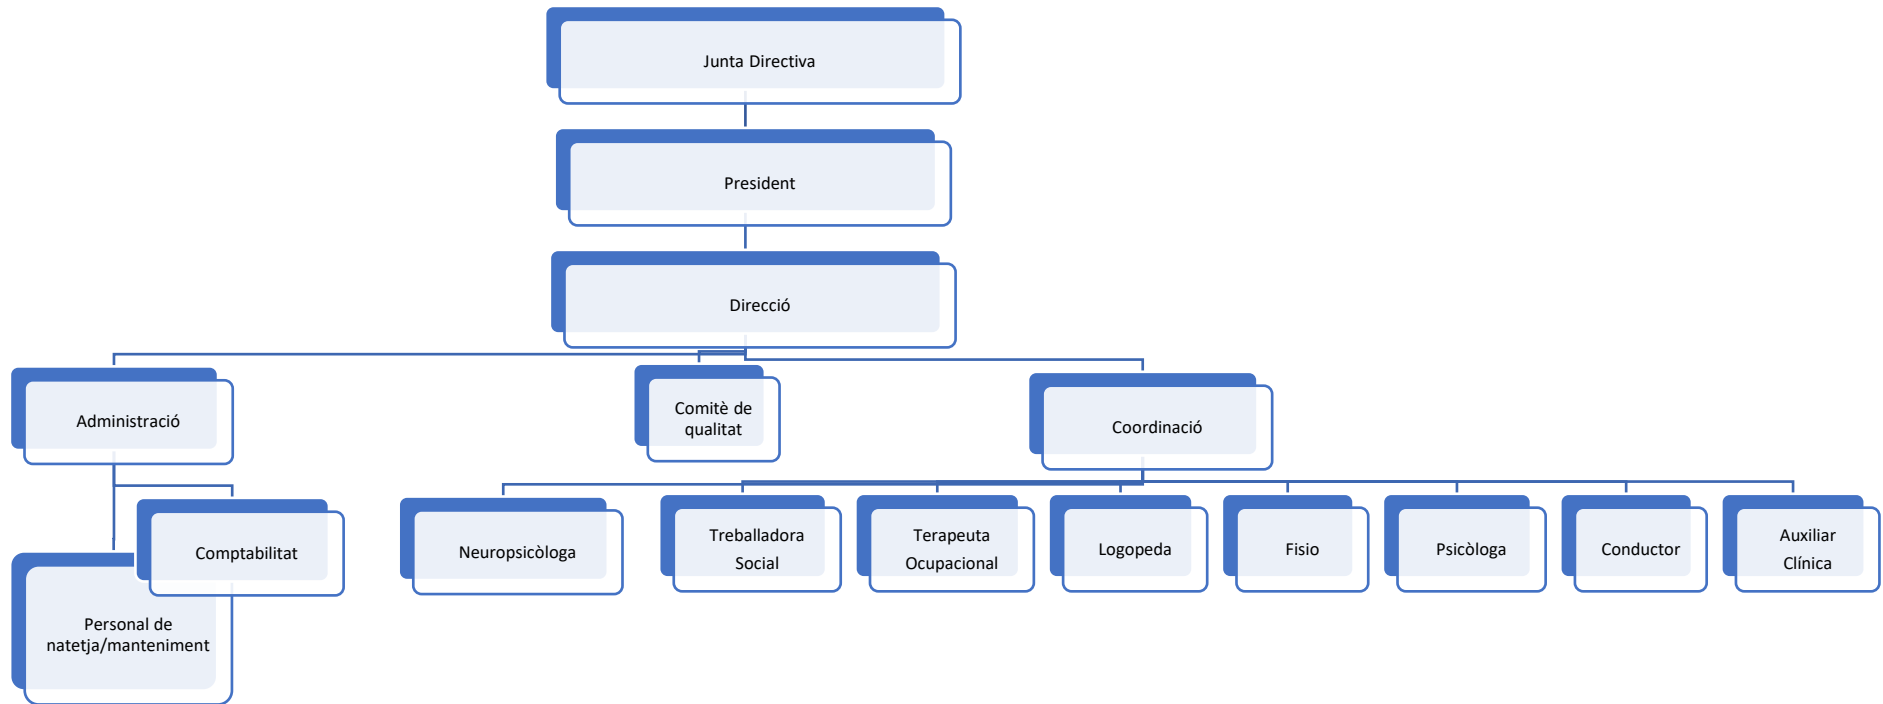 Junta Directiva
President
Direcció
Administració
Comitè de
qualitat
Coordinació
Comptabilitat
Personal de
natetja/manteniment
Neuropsicòloga
Treballadora
Social
Terapeuta
Ocupacional
Logopeda
Fisio
Psicòloga
Conductor
Auxiliar
Clínica